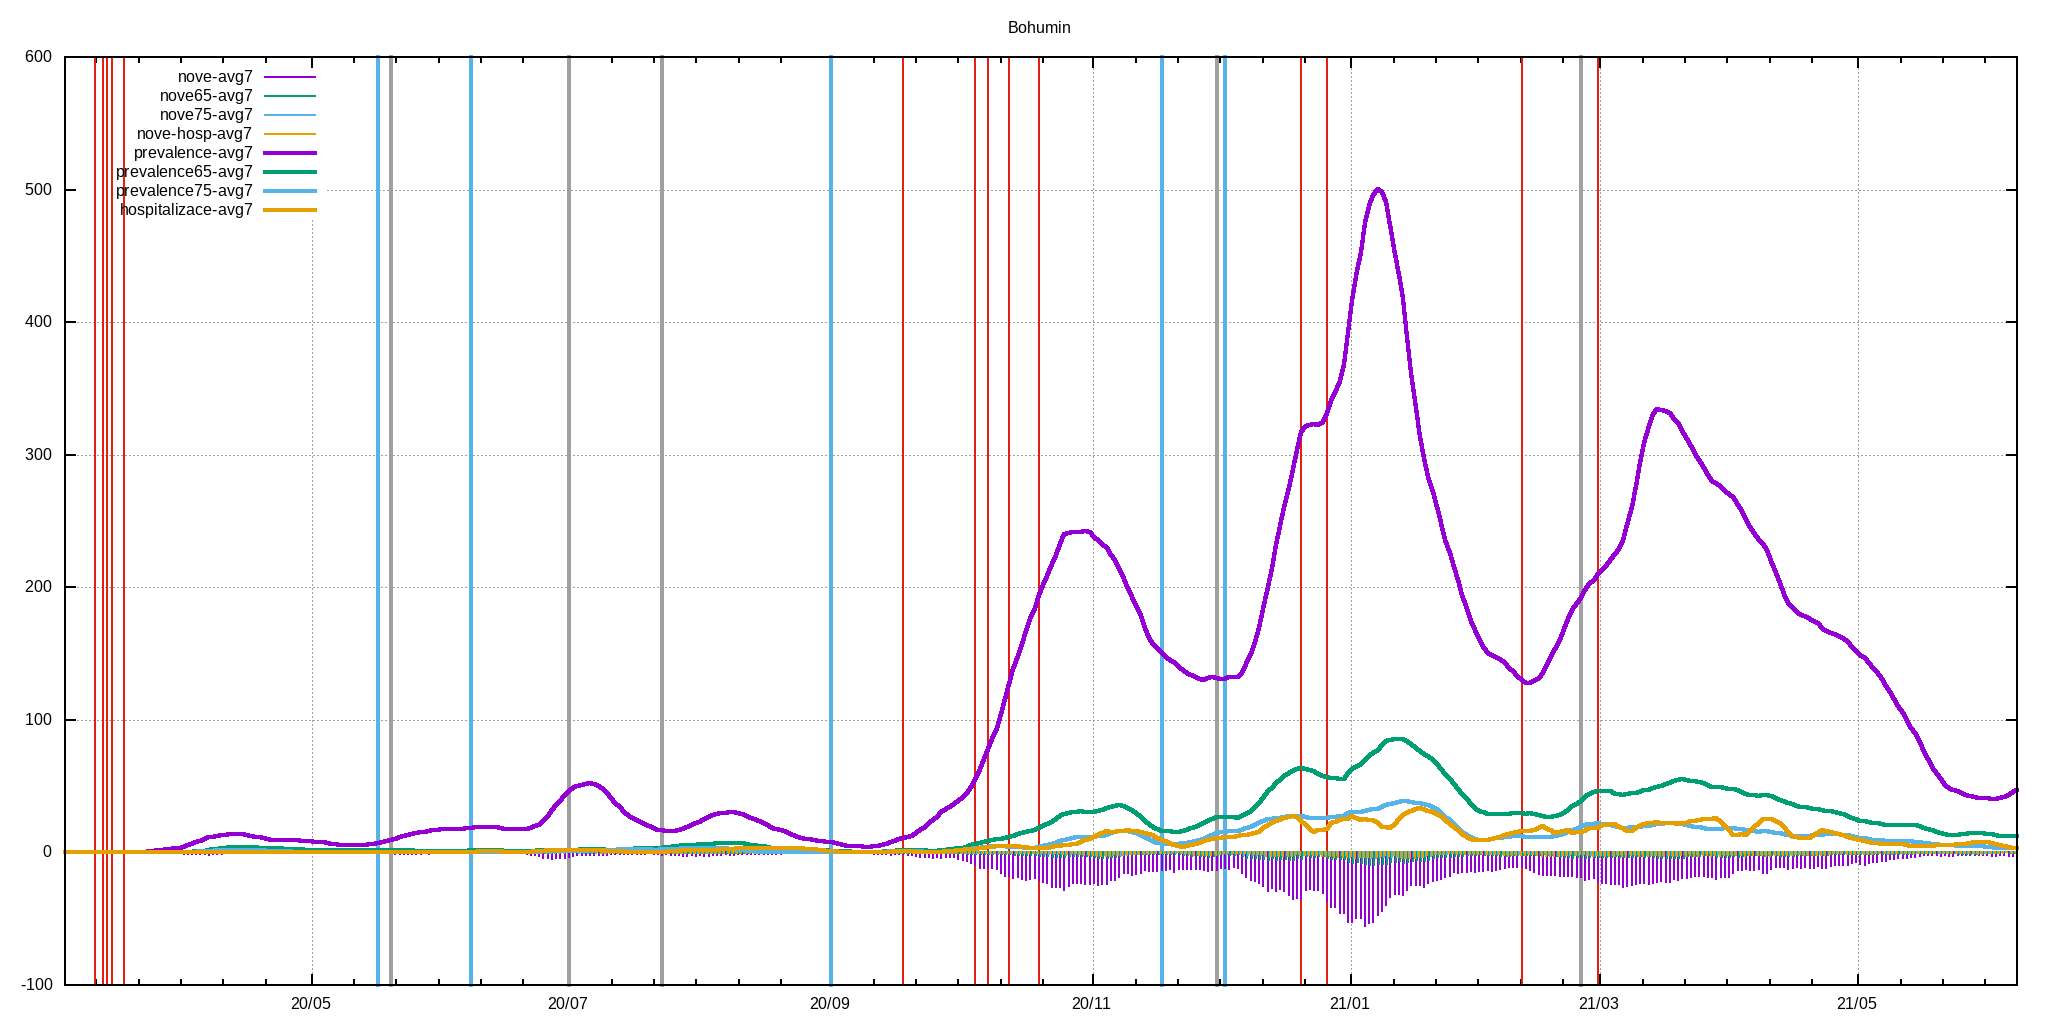 Bohumin
600
500
400
300
200
100
0
-100
nove-avg7
nove65-avg7
nove75-avg7
nove-hosp-avg7
prevalence-avg7
prevalence65-avg7
prevalence75-avg7
hospitalizace-avg7
20/05 20/07 20/09 20/11 21/01 21/03 21/05